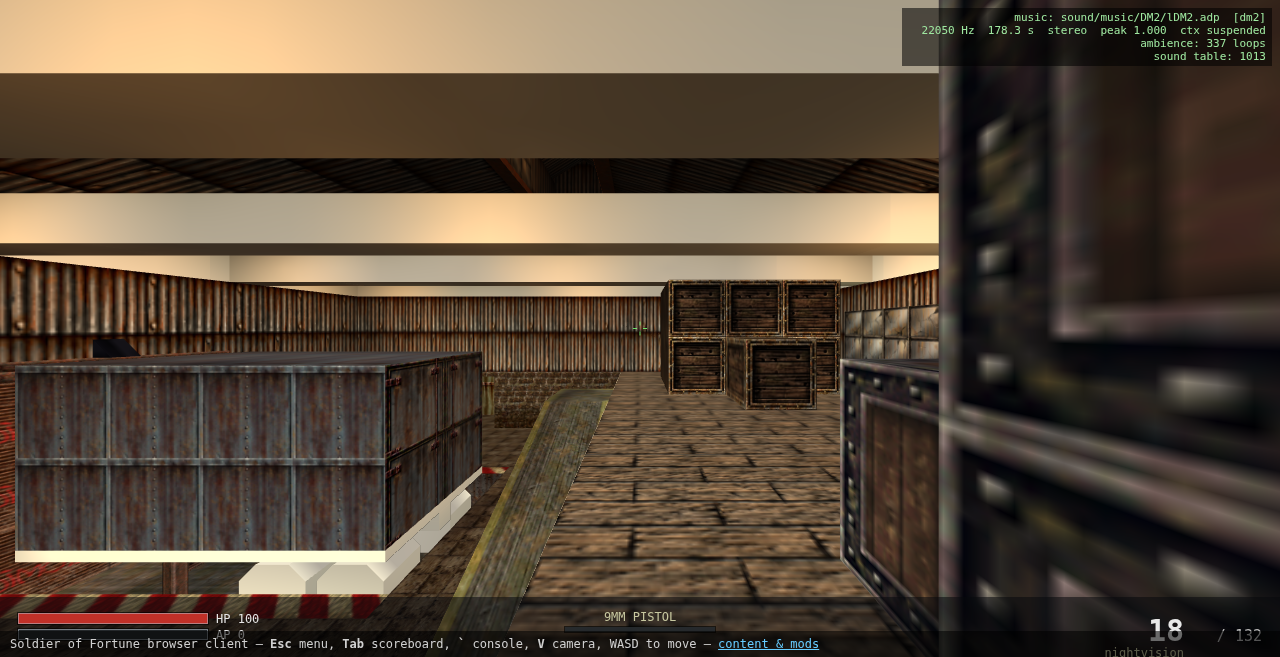 music: sound/music/DM2/lDM2.adp  [dm2]
22050 Hz  178.3 s  stereo  peak 1.000  ctx suspended
ambience: 337 loops
sound table: 1013
HP 100
AP 0
9MM PISTOL
18 / 132
nightvision
Soldier of Fortune browser client — Esc menu, Tab scoreboard, ` console, V camera, WASD to move — content & mods